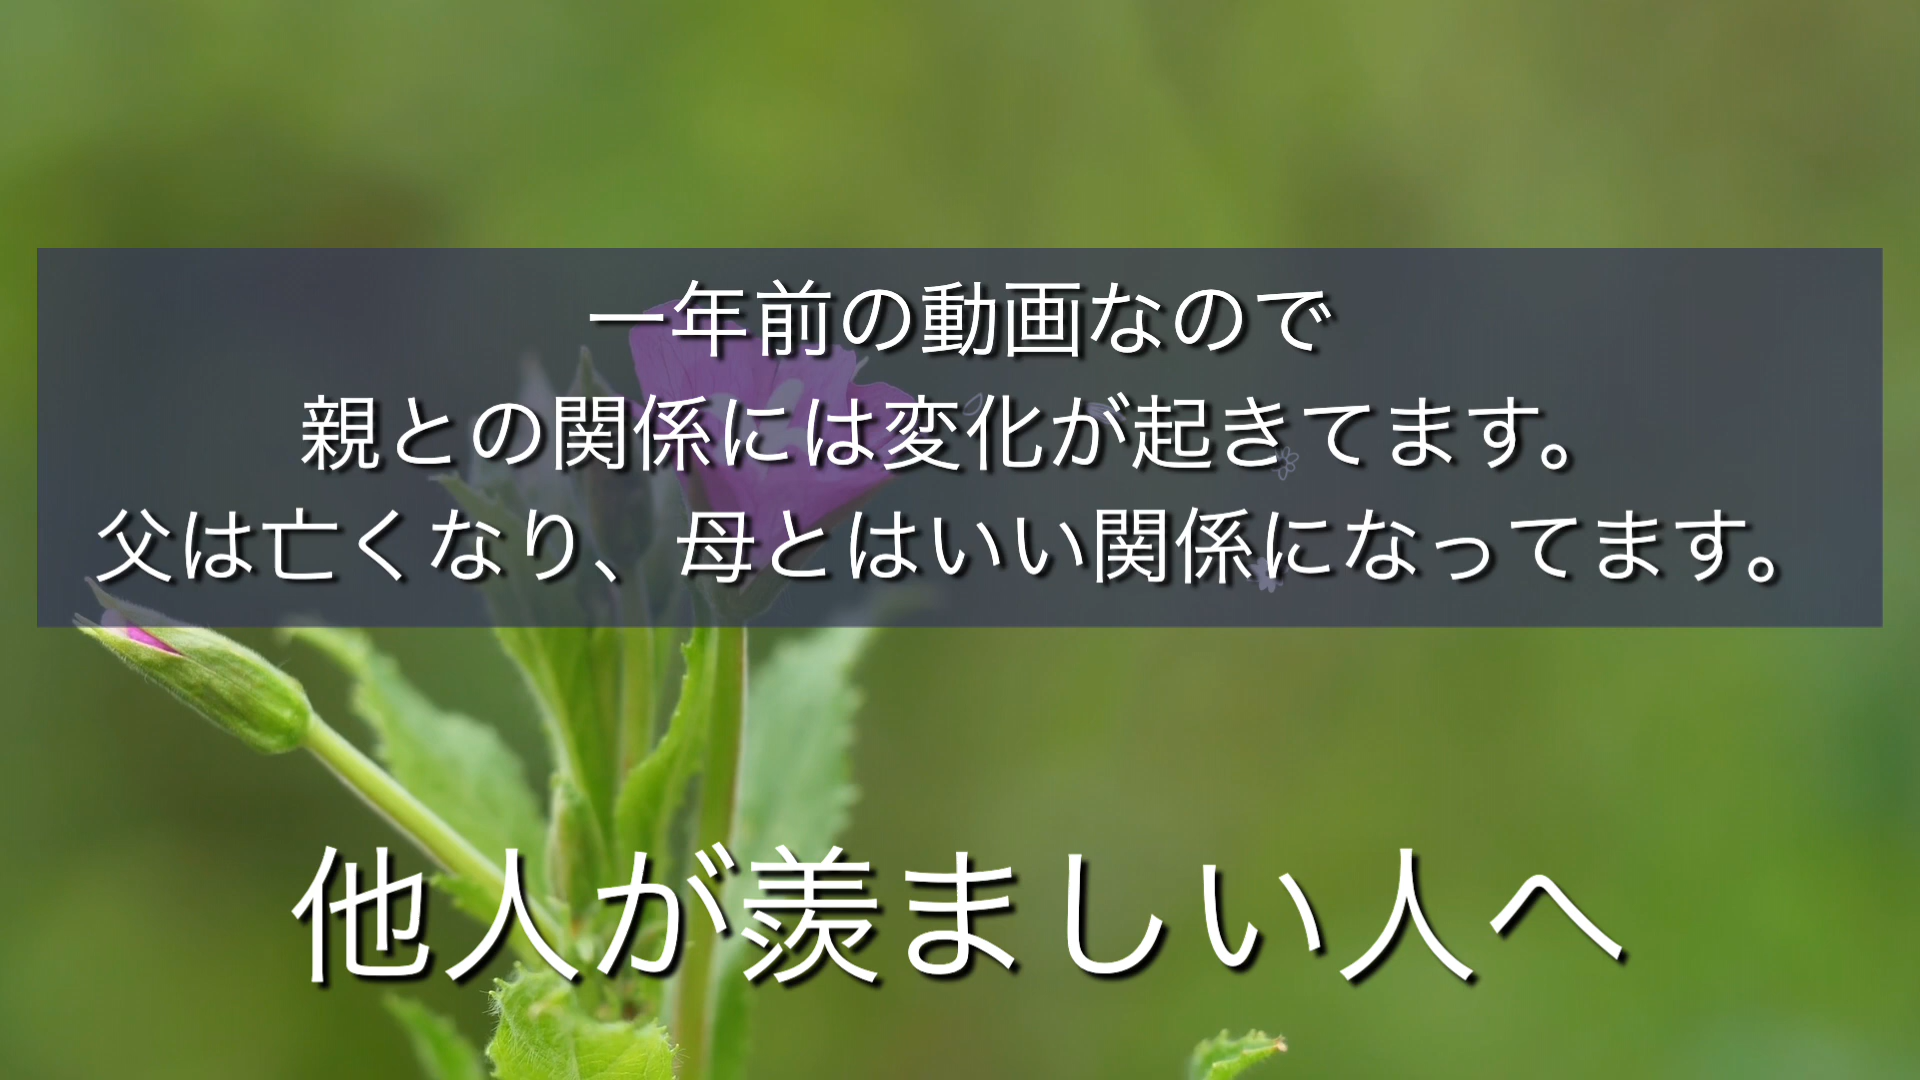 一年前の動画なので
親との関係には変化が起きてます。
父は亡くなり、母とはいい関係になってます。
他人が羨ましい人へ